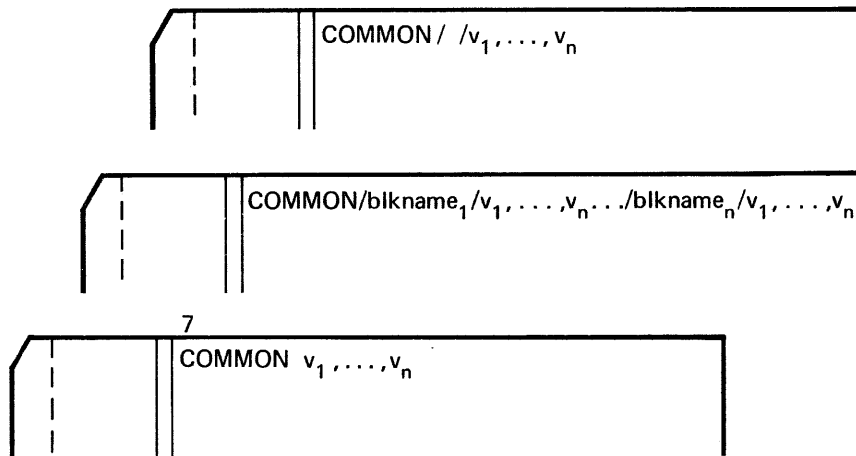 COMMON / /v₁, . . . , vₙ
COMMON/blkname₁/v₁, . . . ,vₙ. . ./blknameₙ/v₁, . . . ,vₙ
7
COMMON v₁ , . . . ,vₙ